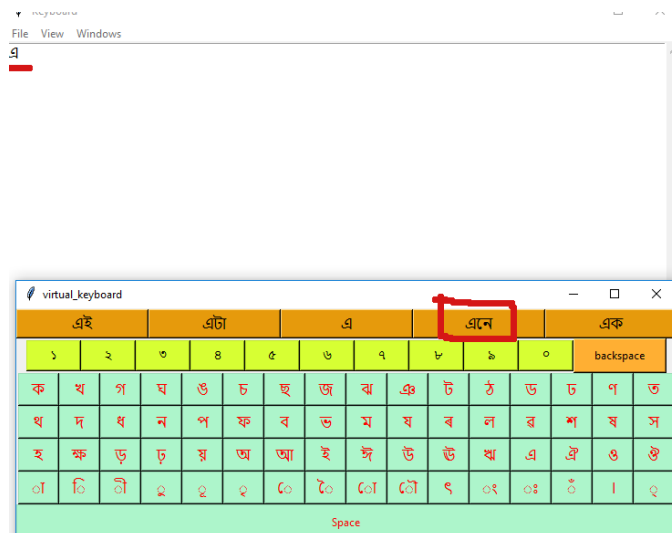 Keyboard
File View Windows
এ
virtual_keyboard
এই এটা এ এনে এক
১ ২ ৩ ৪ ৫ ৬ ৭ ৮ ৯ ০ backspace
ক খ গ ঘ ঙ চ ছ জ ঝ ঞ ট ঠ ড ঢ ণ ত
থ দ ধ ন প ফ ব ভ ম য ৰ ল ৱ শ ষ স
হ ক্ষ ড় ঢ় য় অ আ ই ঈ উ ঊ ঋ এ ঐ ও ঔ
া ি ী ু ূ ৃ ে ৈ ো ৌ ৎ ং ঃ ঁ । ্
Space